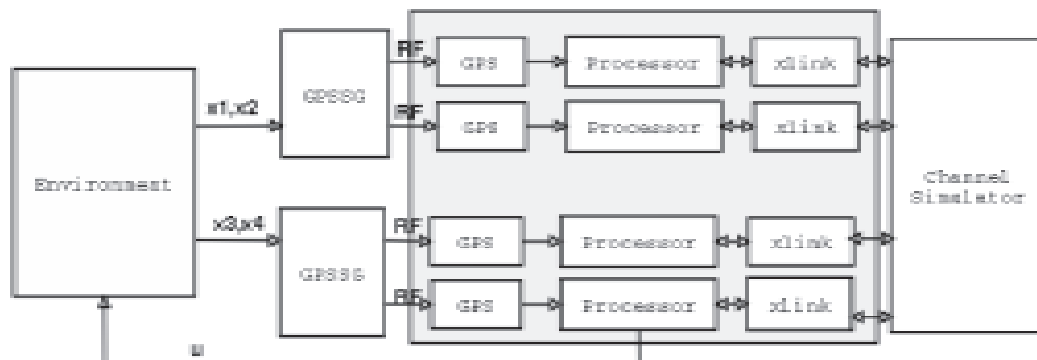 RF
GPS
Processor
xlink
x1,x2
GPSSG
RF
GPS
Processor
xlink
Environment
Channel
Simulator
x3,x4
RF
GPS
Processor
xlink
GPSSG
RF
GPS
Processor
xlink
u